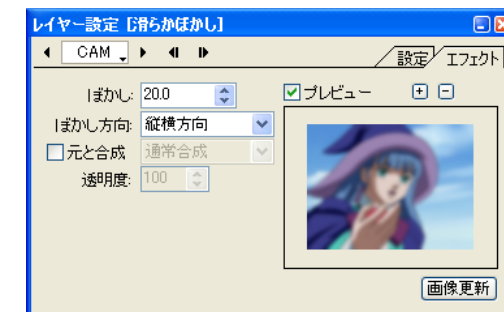 レイヤー設定 [滑らかぼかし]
CAM
設定 エフェクト
ぼかし: 20.0
プレビュー
ぼかし方向: 縦横方向
元と合成 通常合成
透明度: 100
画像更新